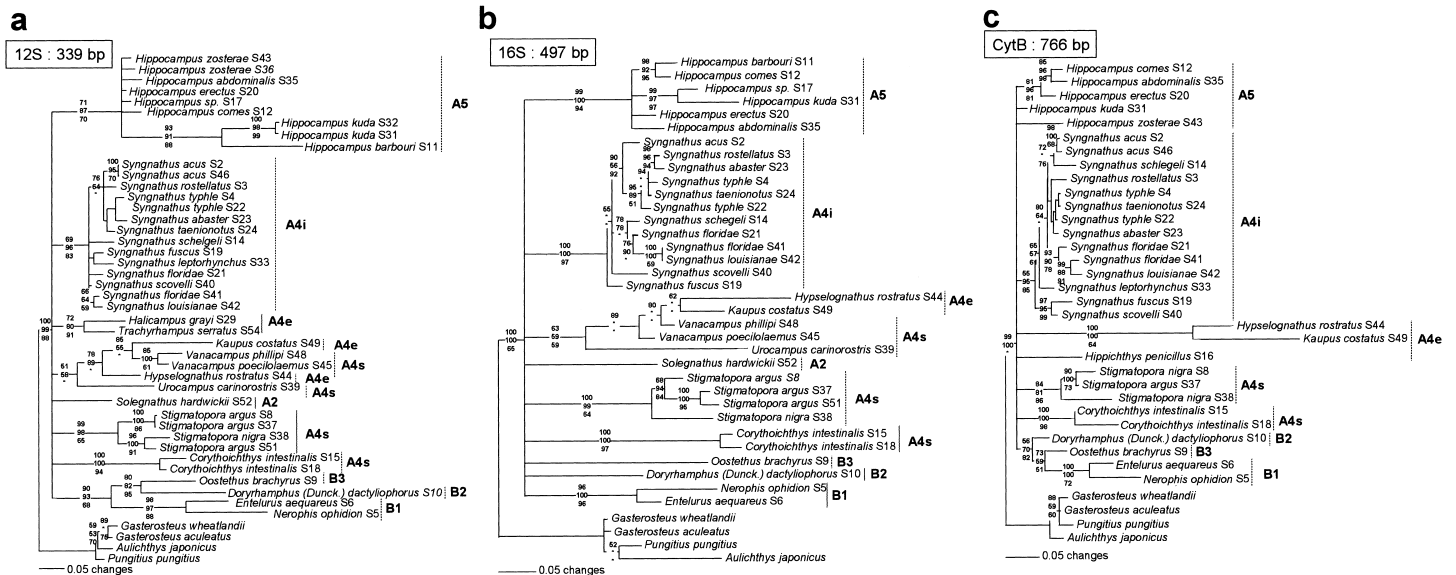 a
12S : 339 bp
Hippocampus zosterae S43
Hippocampus zosterae S36
Hippocampus abdominalis S35
Hippocampus erectus S20
Hippocampus sp. S17
Hippocampus comes S12
Hippocampus kuda S32
Hippocampus kuda S31
Hippocampus barbouri S11
A5
Syngnathus acus S2
Syngnathus acus S46
Syngnathus rostellatus S3
Syngnathus typhle S4
Syngnathus typhle S22
Syngnathus abaster S23
Syngnathus taenionotus S24
Syngnathus schelgeli S14
Syngnathus fuscus S19
Syngnathus leptorhynchus S33
Syngnathus floridae S21
Syngnathus scovelli S40
Syngnathus floridae S41
Syngnathus louisianae S42
A4i
Halicampus grayi S29
Trachyrhampus serratus S54
A4e
Kaupus costatus S49
A4e
Vanacampus phillipi S48
Vanacampus poecilolaemus S45
A4s
Hypselognathus rostratus S44
A4e
Urocampus carinorostris S39
A4s
Solegnathus hardwickii S52
A2
Stigmatopora argus S8
Stigmatopora argus S37
Stigmatopora nigra S38
Stigmatopora argus S51
A4s
Corythoichthys intestinalis S15
Corythoichthys intestinalis S18
A4s
Oostethus brachyrus S9
B3
Doryrhamphus (Dunck.) dactyliophorus S10
B2
Entelurus aequareus S6
Nerophis ophidion S5
B1
Gasterosteus wheatlandii
Gasterosteus aculeatus
Aulichthys japonicus
Pungitius pungitius
0.05 changes
b
16S : 497 bp
Hippocampus barbouri S11
Hippocampus comes S12
Hippocampus sp. S17
Hippocampus kuda S31
Hippocampus erectus S20
Hippocampus abdominalis S35
A5
Syngnathus acus S2
Syngnathus rostellatus S3
Syngnathus abaster S23
Syngnathus typhle S4
Syngnathus taenionotus S24
Syngnathus typhle S22
Syngnathus schegeli S14
Syngnathus floridae S21
Syngnathus floridae S41
Syngnathus louisianae S42
Syngnathus scovelli S40
Syngnathus fuscus S19
A4i
Hypselognathus rostratus S44
Kaupus costatus S49
A4e
Vanacampus phillipi S48
Vanacampus poecilolaemus S45
Urocampus carinorostris S39
A4s
Solegnathus hardwickii S52
A2
Stigmatopora argus S8
Stigmatopora argus S37
Stigmatopora argus S51
Stigmatopora nigra S38
A4s
Corythoichthys intestinalis S15
Corythoichthys intestinalis S18
A4s
Oostethus brachyrus S9
B3
Doryrhamphus (Dunck.) dactyliophorus S10
B2
Nerophis ophidion S5
Entelurus aequareus S6
B1
Gasterosteus wheatlandii
Gasterosteus aculeatus
Pungitius pungitius
Aulichthys japonicus
0.05 changes
c
CytB : 766 bp
Hippocampus comes S12
Hippocampus abdominalis S35
Hippocampus erectus S20
Hippocampus kuda S31
Hippocampus zosterae S43
A5
Syngnathus acus S2
Syngnathus acus S46
Syngnathus schlegeli S14
Syngnathus rostellatus S3
Syngnathus typhle S4
Syngnathus taenionotus S24
Syngnathus typhle S22
Syngnathus abaster S23
Syngnathus floridae S21
Syngnathus floridae S41
Syngnathus louisianae S42
Syngnathus leptorhynchus S33
Syngnathus fuscus S19
Syngnathus scovelli S40
A4i
Hypselognathus rostratus S44
Kaupus costatus S49
A4e
Hippichthys penicillus S16
Stigmatopora nigra S8
Stigmatopora argus S37
Stigmatopora nigra S38
A4s
Corythoichthys intestinalis S15
Corythoichthys intestinalis S18
A4s
Doryrhamphus (Dunck.) dactyliophorus S10
B2
Oostethus brachyrus S9
B3
Entelurus aequareus S6
Nerophis ophidion S5
B1
Gasterosteus wheatlandii
Gasterosteus aculeatus
Pungitius pungitius
Aulichthys japonicus
0.05 changes